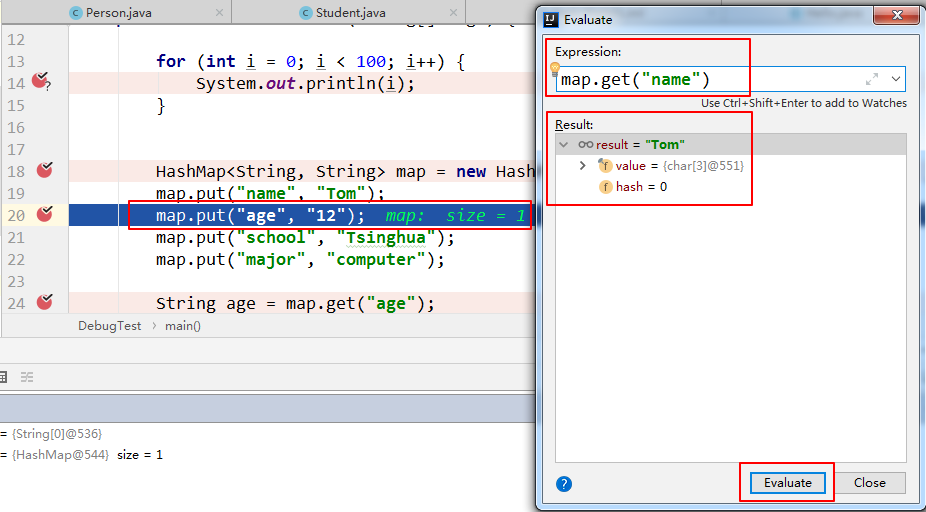 Person.java
Student.java
12
13 for (int i = 0; i < 100; i++) {
14 System.out.println(i);
15 }
16
17
18 HashMap<String, String> map = new Hash
19 map.put("name", "Tom");
20 map.put("age", "12"); map: size = 1
21 map.put("school", "Tsinghua");
22 map.put("major", "computer");
23
24 String age = map.get("age");
DebugTest › main()
= {String[0]@536}
= {HashMap@544} size = 1
Evaluate
Expression:
map.get("name")
Use Ctrl+Shift+Enter to add to Watches
Result:
result = "Tom"
value = {char[3]@551}
hash = 0
Evaluate
Close